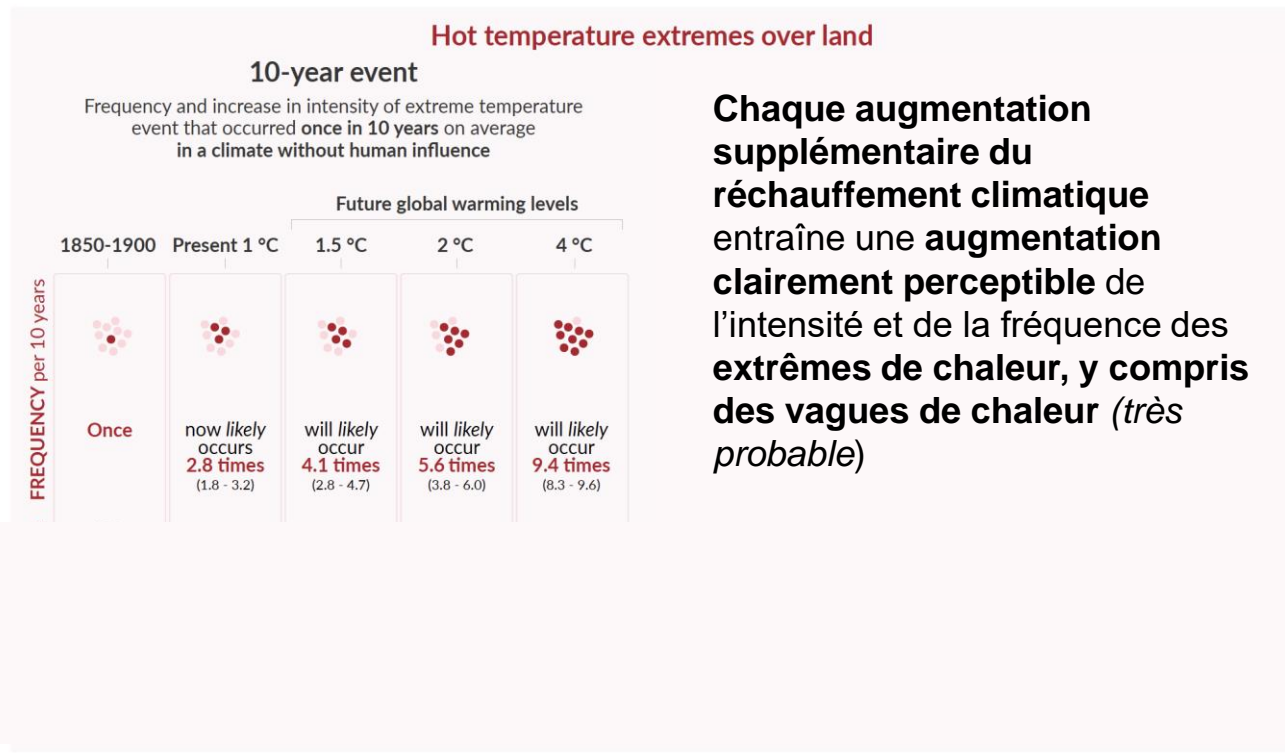 Hot temperature extremes over land
10-year event
Frequency and increase in intensity of extreme temperature
event that occurred once in 10 years on average
in a climate without human influence
Future global warming levels
1850-1900 Present 1 °C 1.5 °C 2 °C 4 °C
FREQUENCY per 10 years
Once
now likely
occurs
2.8 times
(1.8 - 3.2)
will likely
occur
4.1 times
(2.8 - 4.7)
will likely
occur
5.6 times
(3.8 - 6.0)
will likely
occur
9.4 times
(8.3 - 9.6)
Chaque augmentation
supplémentaire du
réchauffement climatique
entraîne une augmentation
clairement perceptible de
l’intensité et de la fréquence des
extrêmes de chaleur, y compris
des vagues de chaleur (très
probable)